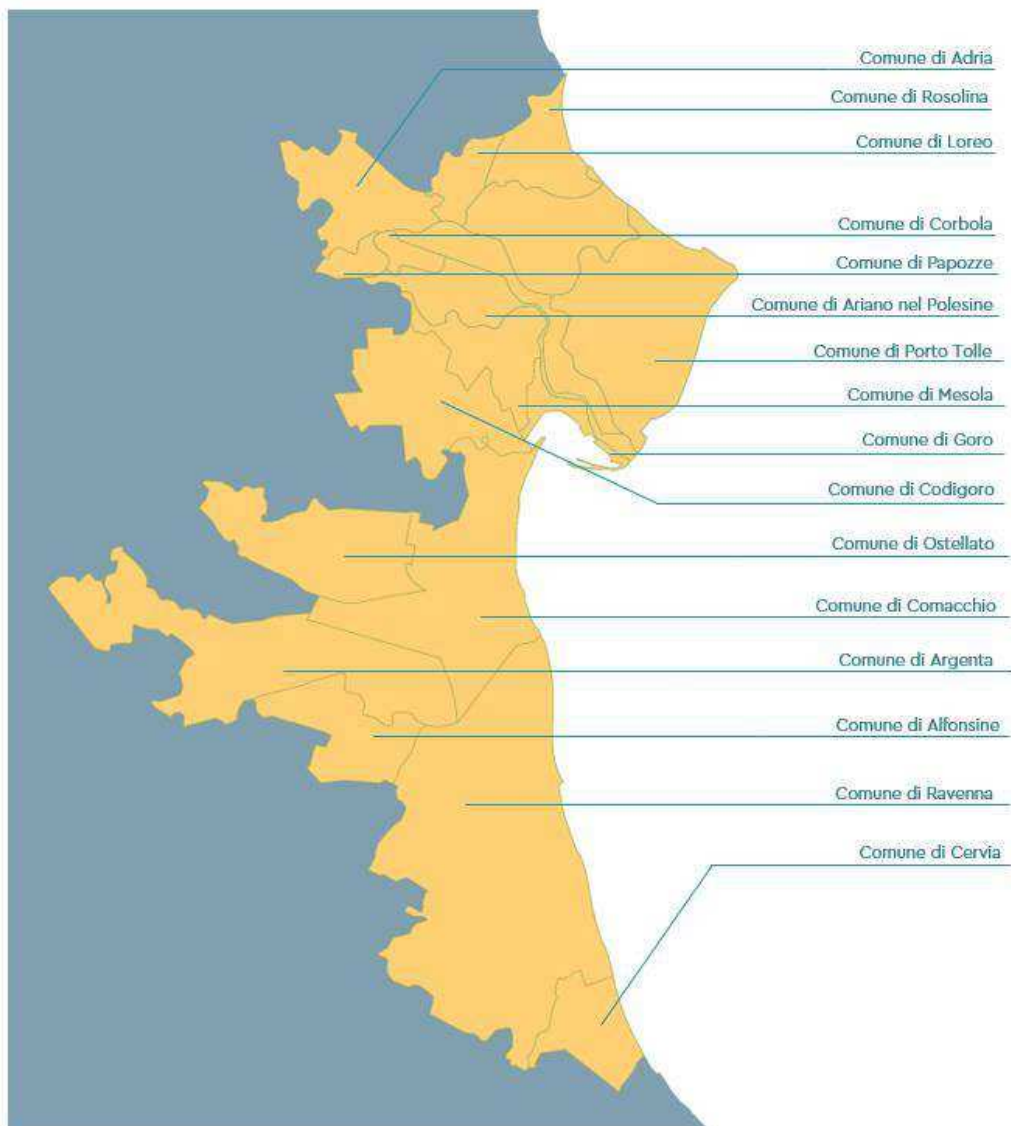 Comune di Adria
Comune di Rosolina
Comune di Loreo
Comune di Corbola
Comune di Papozze
Comune di Ariano nel Polesine
Comune di Porto Tolle
Comune di Mesola
Comune di Goro
Comune di Codigoro
Comune di Ostellato
Comune di Comacchio
Comune di Argenta
Comune di Alfonsine
Comune di Ravenna
Comune di Cervia